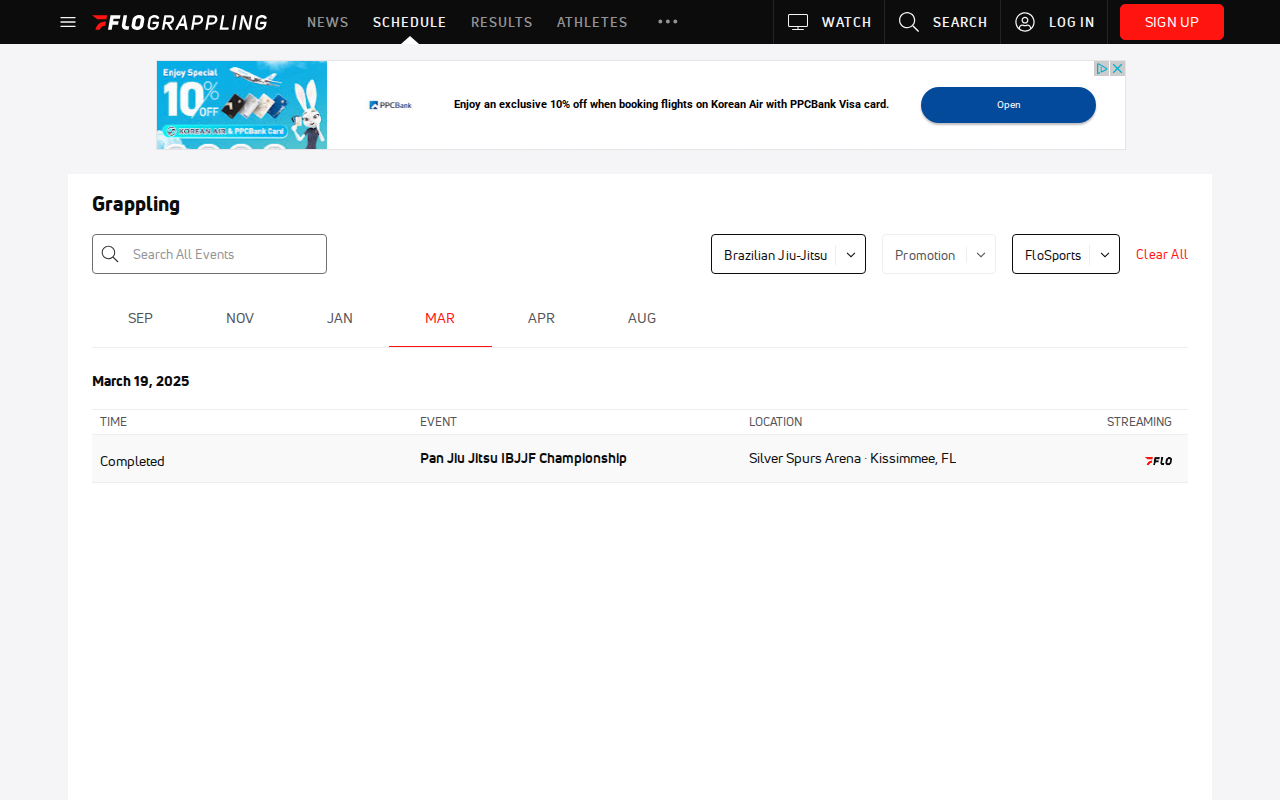 FLOGRAPPLING
NEWS
SCHEDULE
RESULTS
ATHLETES
WATCH
SEARCH
LOG IN
SIGN UP
Enjoy Special
10% OFF
KOREAN AIR & PPCBank Card
PPCBank
Enjoy an exclusive 10% off when booking flights on Korean Air with PPCBank Visa card.
Open
Grappling
Search All Events
Brazilian Jiu-Jitsu
Promotion
FloSports
Clear All
SEP
NOV
JAN
MAR
APR
AUG
March 19, 2025
TIME
EVENT
LOCATION
STREAMING
Completed
Pan Jiu Jitsu IBJJF Championship
Silver Spurs Arena · Kissimmee, FL
FLO